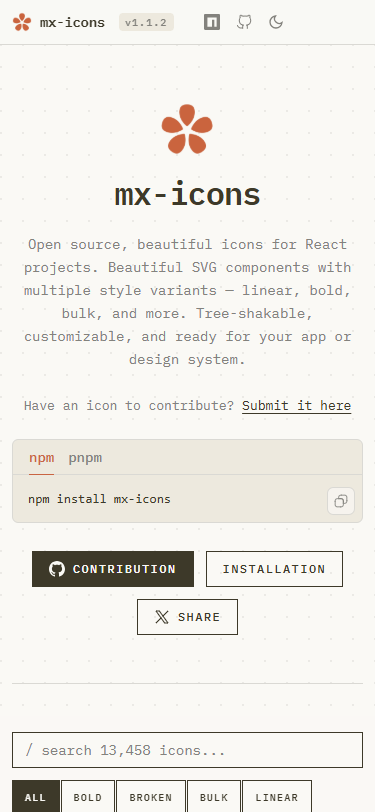 mx-icons v1.1.2
mx-icons
Open source, beautiful icons for React
projects. Beautiful SVG components with
multiple style variants — linear, bold,
bulk, and more. Tree-shakable,
customizable, and ready for your app or
design system.
Have an icon to contribute? Submit it here
npm pnpm
npm install mx-icons
CONTRIBUTION INSTALLATION
SHARE
/ search 13,458 icons...
ALL BOLD BROKEN BULK LINEAR